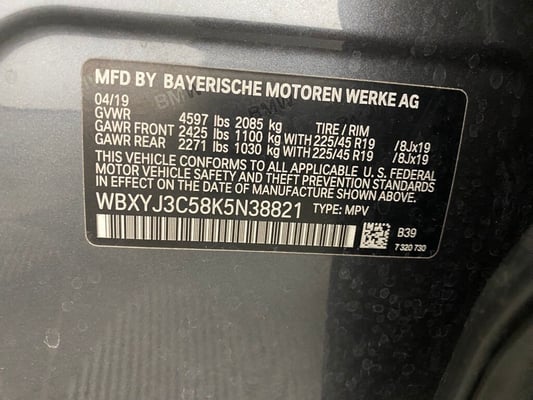 MFD BY BAYERISCHE MOTOREN WERKE AG
04/19
GVWR 4597 lbs 2085 kg TIRE / RIM
GAWR FRONT 2425 lbs 1100 kg WITH 225/45 R19 /8Jx19
GAWR REAR 2271 lbs 1030 kg WITH 225/45 R19 /8Jx19
THIS VEHICLE CONFORMS TO ALL APPLICABLE U. S. FEDERAL
MOTOR VEHICLE SAFETY, BUMPER, AND THEFT PREVENTION
STANDARDS IN EFFECT ON THE DATE OF MANUFACTURE SHOWN ABOVE.
WBXYJ3C58K5N38821 TYPE: MPV
B39
7 320 730